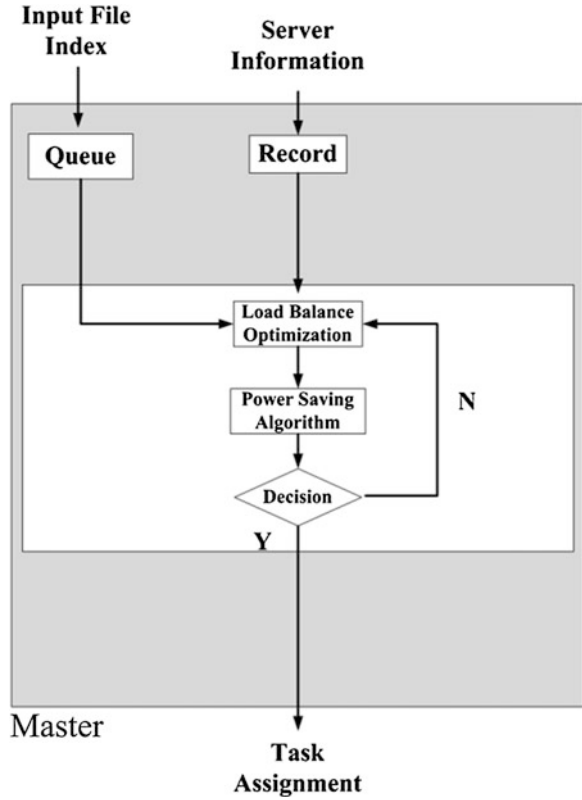 Input File
Index
Server
Information
Queue
Record
Load Balance
Optimization
Power Saving
Algorithm
N
Decision
Y
Master
Task
Assignment